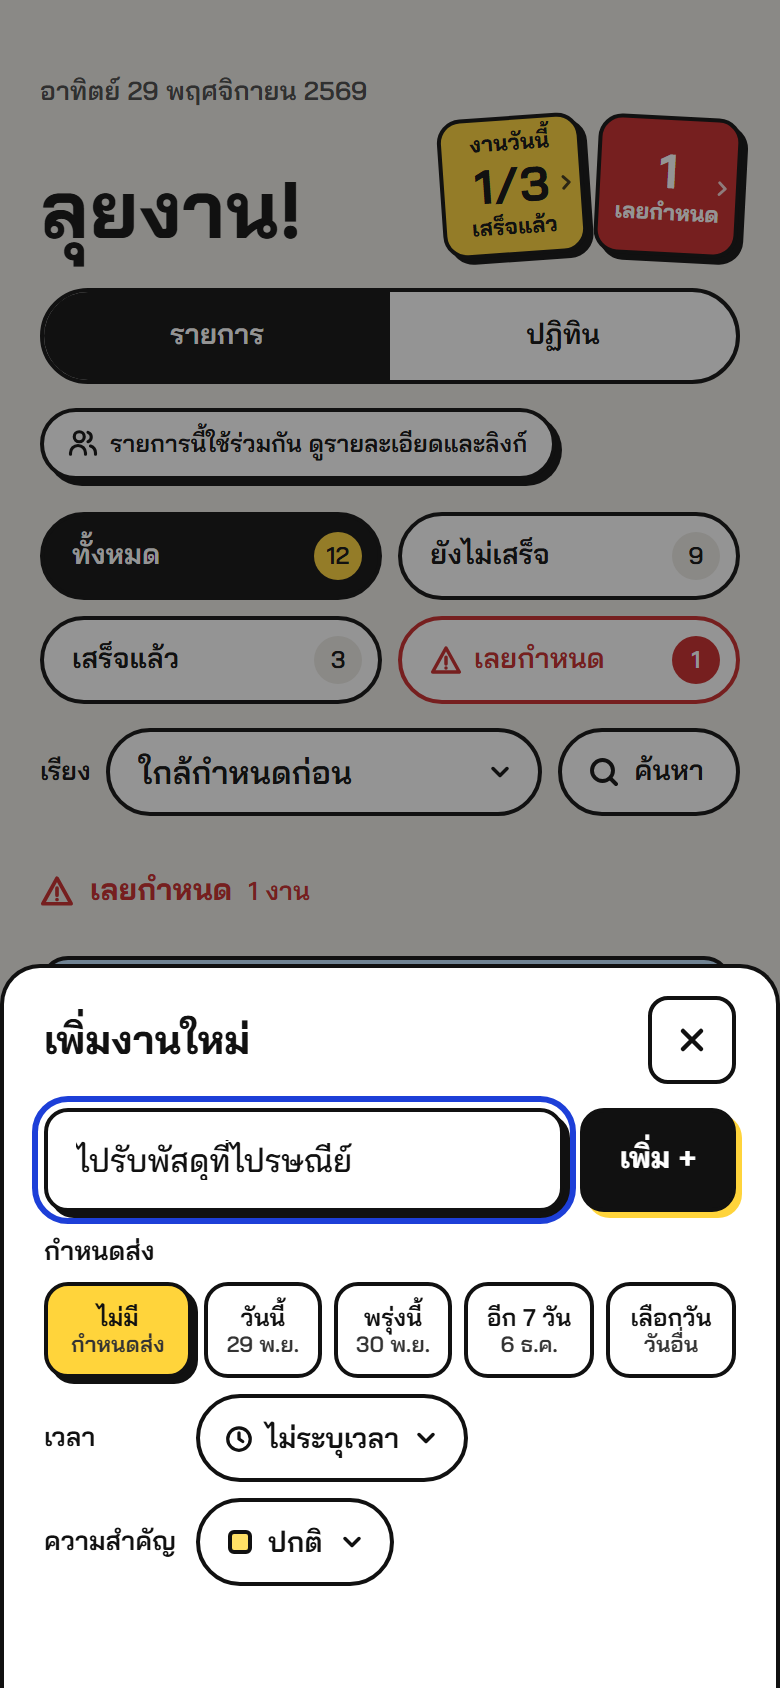 อาทิตย์ 29 พฤศจิกายน 2569
ลุยงาน!
งานวันนี้
1/3
เสร็จแล้ว
1
เลยกำหนด
รายการ
ปฏิทิน
รายการนี้ใช้ร่วมกัน ดูรายละเอียดและลิงก์
ทั้งหมด 12
ยังไม่เสร็จ 9
เสร็จแล้ว 3
เลยกำหนด 1
เรียง ใกล้กำหนดก่อน ค้นหา
เลยกำหนด 1 งาน
เพิ่มงานใหม่
ไปรับพัสดุที่ไปรษณีย์
เพิ่ม +
กำหนดส่ง
ไม่มี
กำหนดส่ง
วันนี้
29 พ.ย.
พรุ่งนี้
30 พ.ย.
อีก 7 วัน
6 ธ.ค.
เลือกวัน
วันอื่น
เวลา ไม่ระบุเวลา
ความสำคัญ ปกติ